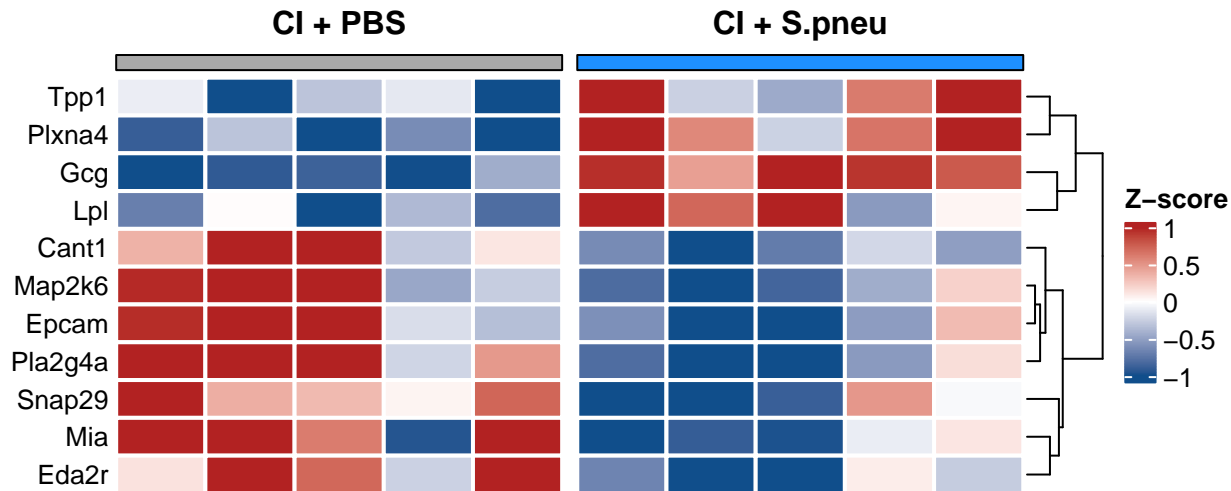 CI + PBS
CI + S.pneu
Tpp1
Plxna4
Gcg
Lpl
Cant1
Map2k6
Epcam
Pla2g4a
Snap29
Mia
Eda2r
Z−score
1
0.5
0
−0.5
−1